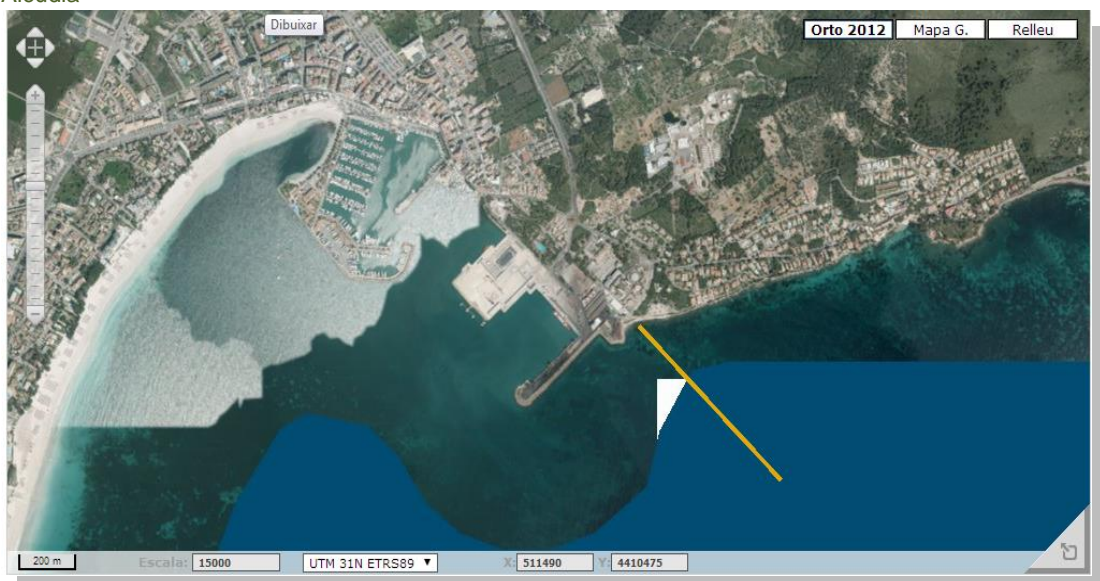 Alcúdia
Dibuixar
Orto 2012 Mapa G. Relleu
200 m Escala: 15000 UTM 31N ETRS89 X: 511490 Y: 4410475